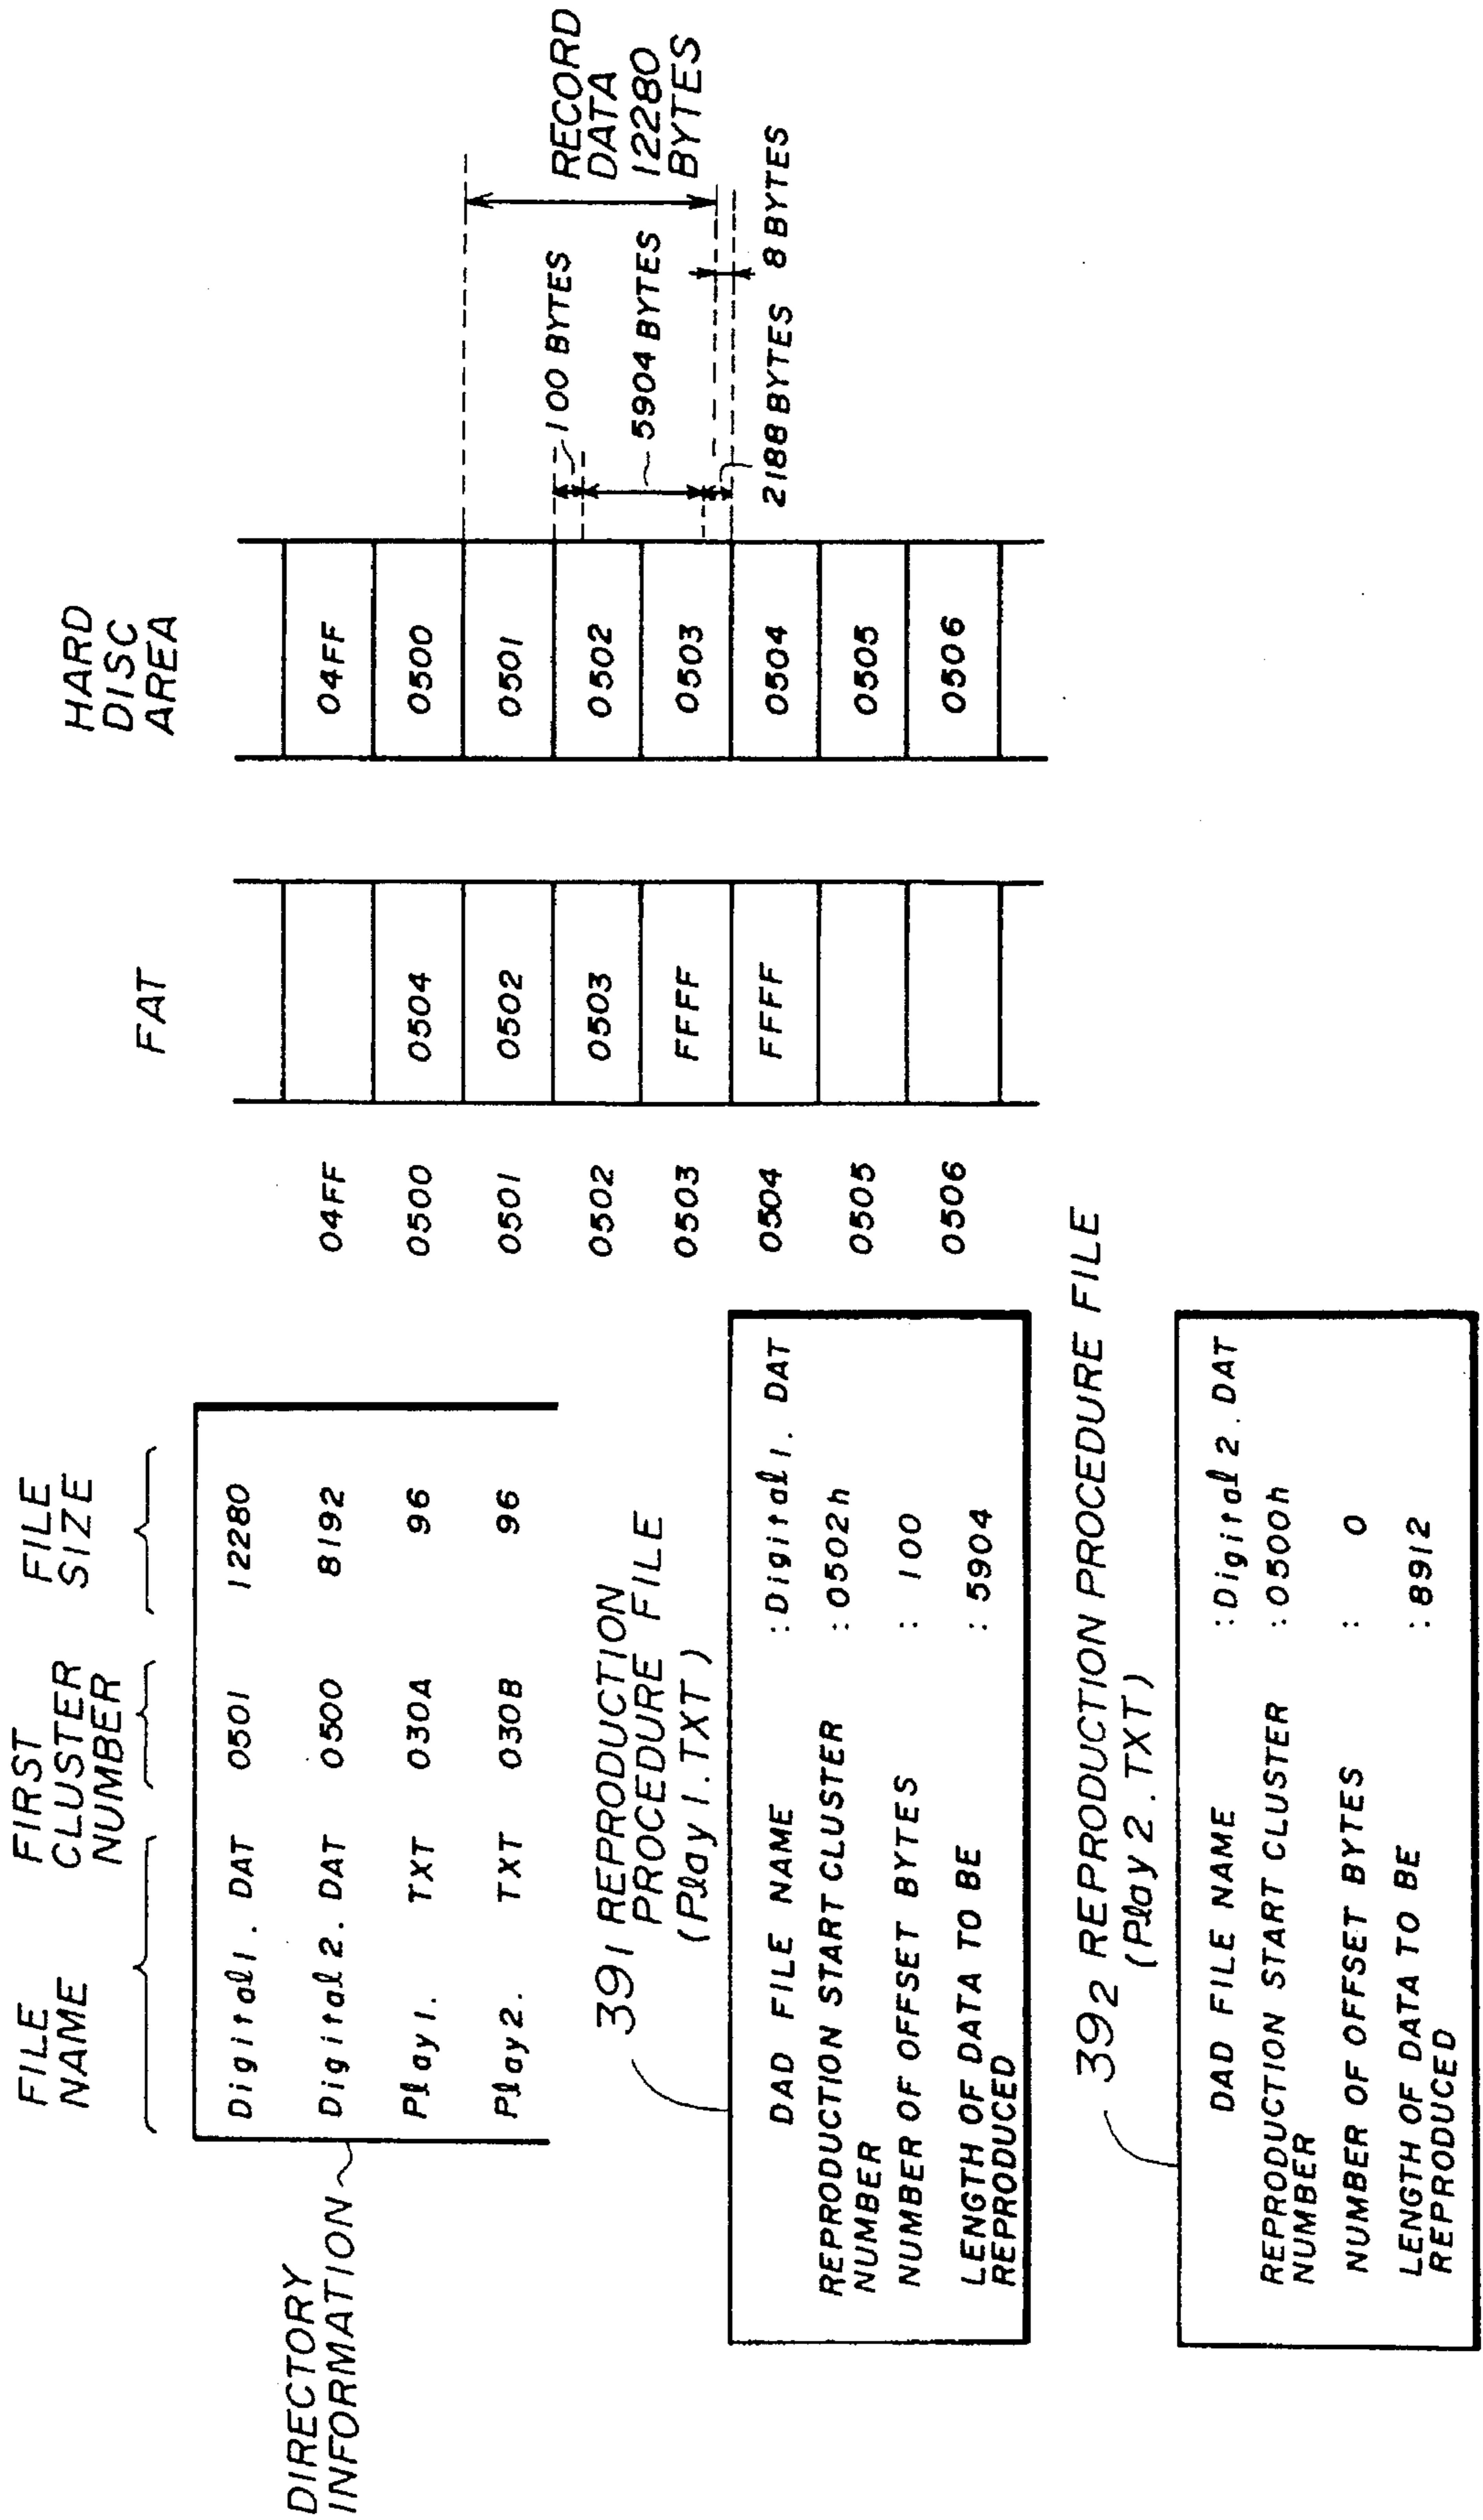 FILE
NAME
FIRST
CLUSTER
NUMBER
FILE
SIZE
DIRECTORY
INFORMATION
Digital1. DAT 0501 12280
Digital2. DAT 0500 8192
Play1. TXT 030A 96
Play2. TXT 030B 96
391 REPRODUCTION
PROCEDURE FILE
(Play1.TXT)
DAD FILE NAME :Digital1. DAT
REPRODUCTION START CLUSTER :0502h
NUMBER
NUMBER OF OFFSET BYTES : 100
LENGTH OF DATA TO BE :5904
REPRODUCED
392 REPRODUCTION PROCEDURE FILE
(Play2.TXT)
DAD FILE NAME :Digital2. DAT
REPRODUCTION START CLUSTER :0500h
NUMBER
NUMBER OF OFFSET BYTES : 0
LENGTH OF DATA TO BE :8912
REPRODUCED
FAT
04FF
0500 0504
0501 0502
0502 0503
0503 FFFF
0504 FFFF
0505
0506
HARD
DISC
AREA
04FF
0500
0501
0502
0503
0504
0505
0506
100 BYTES
5904 BYTES
2188 BYTES
8 BYTES
RECORD
DATA
12280
BYTES